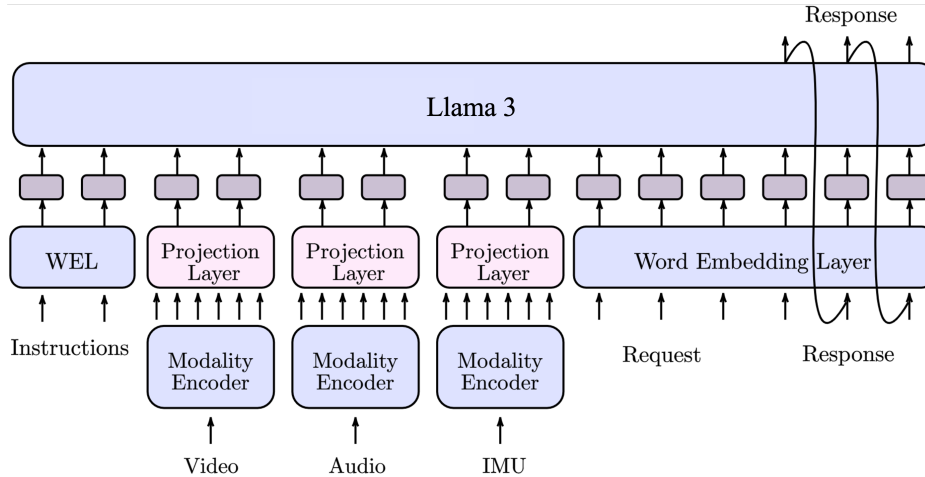 Response
Llama 3
WEL
Projection
Layer
Projection
Layer
Projection
Layer
Word Embedding Layer
Instructions
Modality
Encoder
Modality
Encoder
Modality
Encoder
Request
Response
Video
Audio
IMU